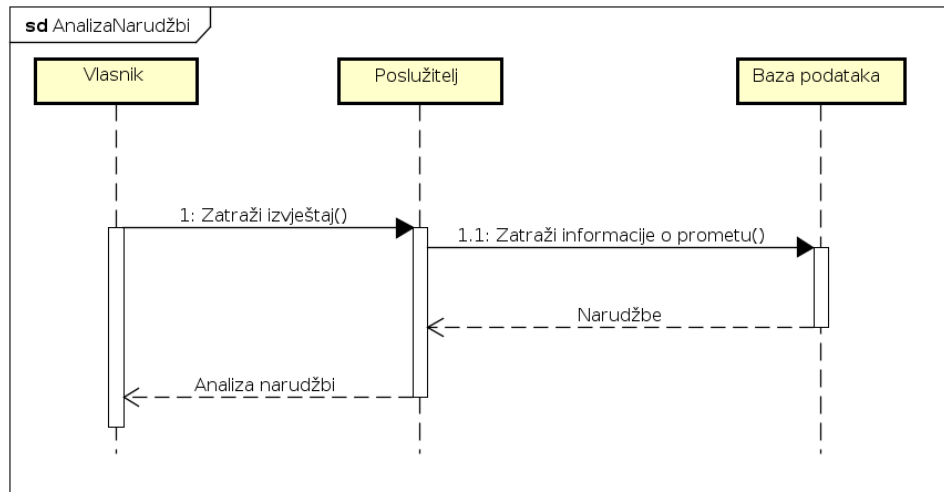 sd AnalizaNarudžbi
Vlasnik
Poslužitelj
Baza podataka
1: Zatraži izvještaj()
1.1: Zatraži informacije o prometu()
Narudžbe
Analiza narudžbi